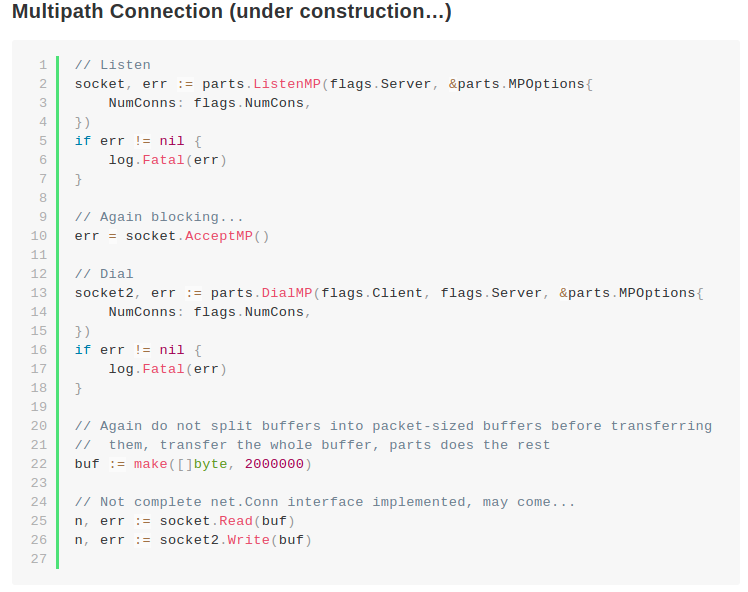 Multipath Connection (under construction…)
1 // Listen
2 socket, err := parts.ListenMP(flags.Server, &parts.MPOptions{
3     NumConns: flags.NumCons,
4 })
5 if err != nil {
6     log.Fatal(err)
7 }
8
9 // Again blocking...
10 err = socket.AcceptMP()
11
12 // Dial
13 socket2, err := parts.DialMP(flags.Client, flags.Server, &parts.MPOptions{
14     NumConns: flags.NumCons,
15 })
16 if err != nil {
17     log.Fatal(err)
18 }
19
20 // Again do not split buffers into packet-sized buffers before transferring
21 //  them, transfer the whole buffer, parts does the rest
22 buf := make([]byte, 2000000)
23
24 // Not complete net.Conn interface implemented, may come...
25 n, err := socket.Read(buf)
26 n, err := socket2.Write(buf)
27